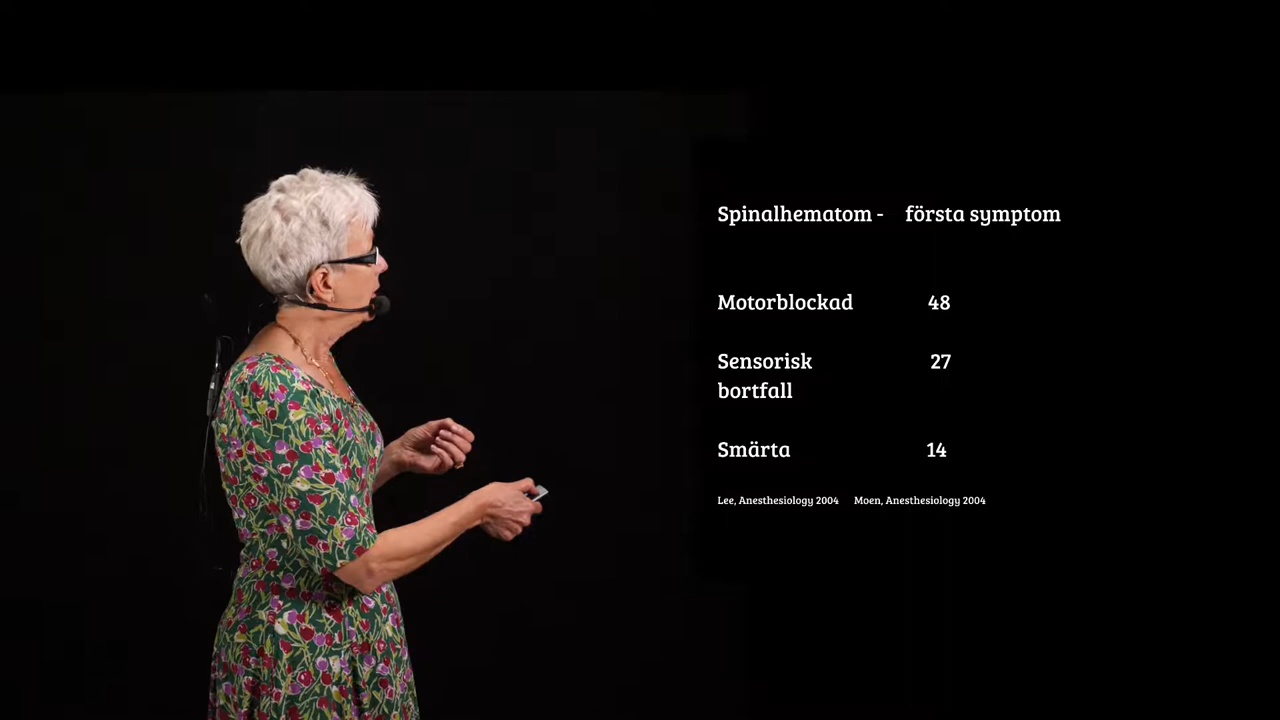 Spinalhematom - första symptom
Motorblockad 48
Sensorisk 27
bortfall
Smärta 14
Lee, Anesthesiology 2004 Moen, Anesthesiology 2004